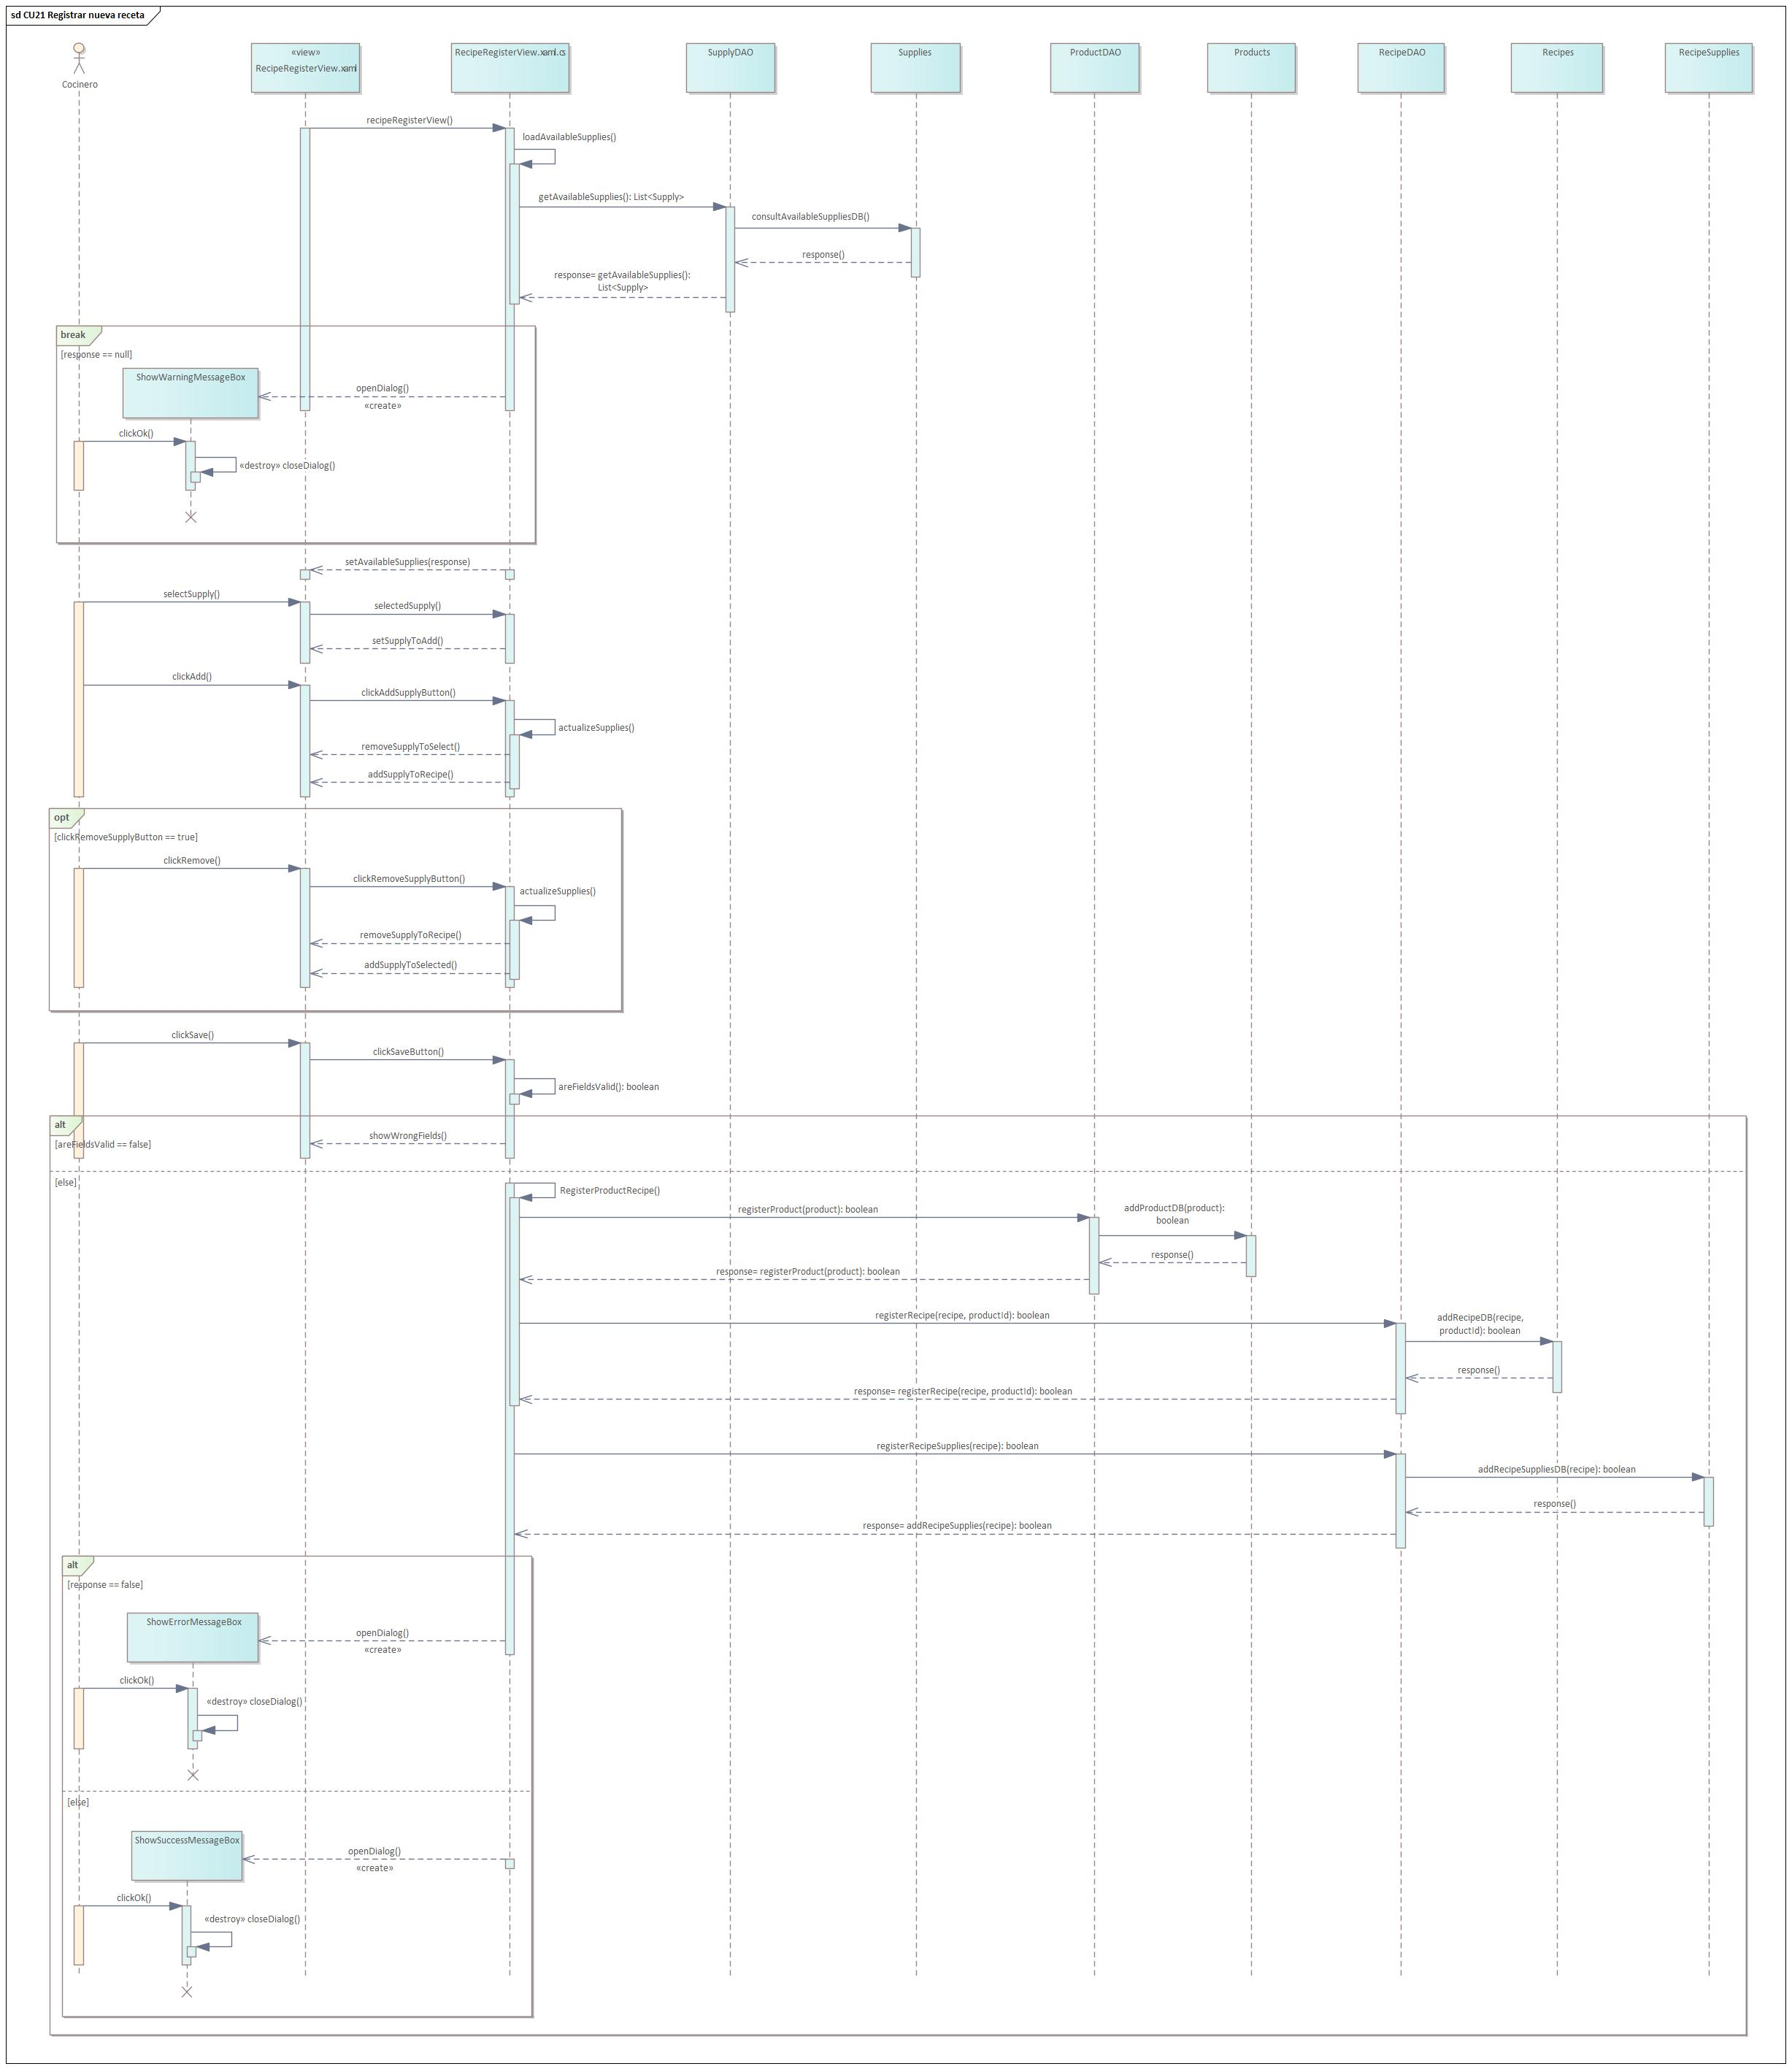 sd CU21 Registrar nueva receta
Cocinero
«view»
RecipeRegisterView.xaml
RecipeRegisterView.xaml.cs
SupplyDAO
Supplies
ProductDAO
Products
RecipeDAO
Recipes
RecipeSupplies
recipeRegisterView()
loadAvailableSupplies()
getAvailableSupplies(): List<Supply>
consultAvailableSuppliesDB()
response()
response= getAvailableSupplies():
List<Supply>
break
[response == null]
ShowWarningMessageBox
openDialog()
«create»
clickOk()
«destroy» closeDialog()
setAvailableSupplies(response)
selectSupply()
selectedSupply()
setSupplyToAdd()
clickAdd()
clickAddSupplyButton()
actualizeSupplies()
removeSupplyToSelect()
addSupplyToRecipe()
opt
[clickRemoveSupplyButton == true]
clickRemove()
clickRemoveSupplyButton()
actualizeSupplies()
removeSupplyToRecipe()
addSupplyToSelected()
clickSave()
clickSaveButton()
areFieldsValid(): boolean
alt
[areFieldsValid == false]
showWrongFields()
[else]
RegisterProductRecipe()
registerProduct(product): boolean
addProductDB(product):
boolean
response()
response= registerProduct(product): boolean
registerRecipe(recipe, productId): boolean
addRecipeDB(recipe,
productId): boolean
response()
response= registerRecipe(recipe, productId): boolean
registerRecipeSupplies(recipe): boolean
addRecipeSuppliesDB(recipe): boolean
response()
response= addRecipeSupplies(recipe): boolean
alt
[response == false]
ShowErrorMessageBox
openDialog()
«create»
clickOk()
«destroy» closeDialog()
[else]
ShowSuccessMessageBox
openDialog()
«create»
clickOk()
«destroy» closeDialog()